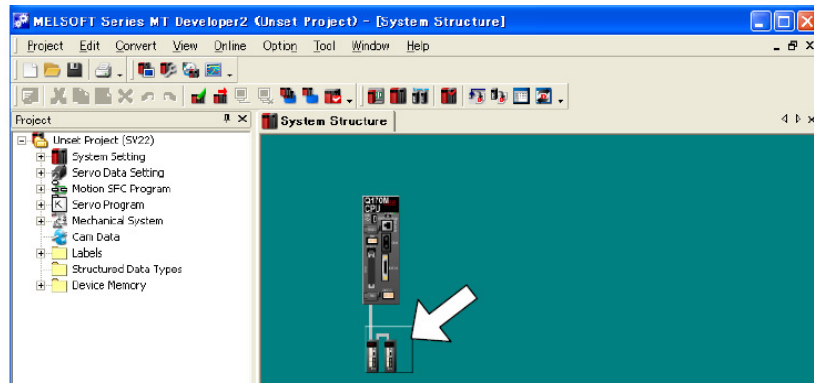 MELSOFT Series MT Developer2 (Unset Project) - [System Structure]
Project Edit Convert View Online Option Tool Window Help
Project
System Structure
Unset Project (SV22)
System Setting
Servo Data Setting
Motion SFC Program
Servo Program
Mechanical System
Cam Data
Labels
Structured Data Types
Device Memory
Q170M
CPU